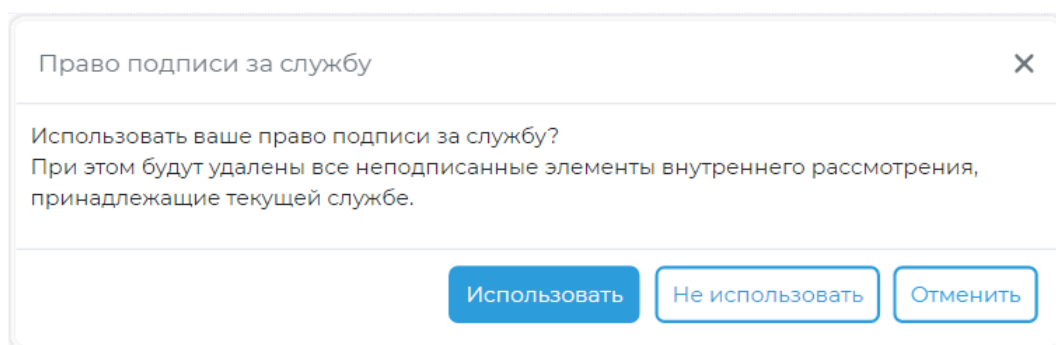 Право подписи за службу
Использовать ваше право подписи за службу?
При этом будут удалены все неподписанные элементы внутреннего рассмотрения,
принадлежащие текущей службе.
Использовать Не использовать Отменить